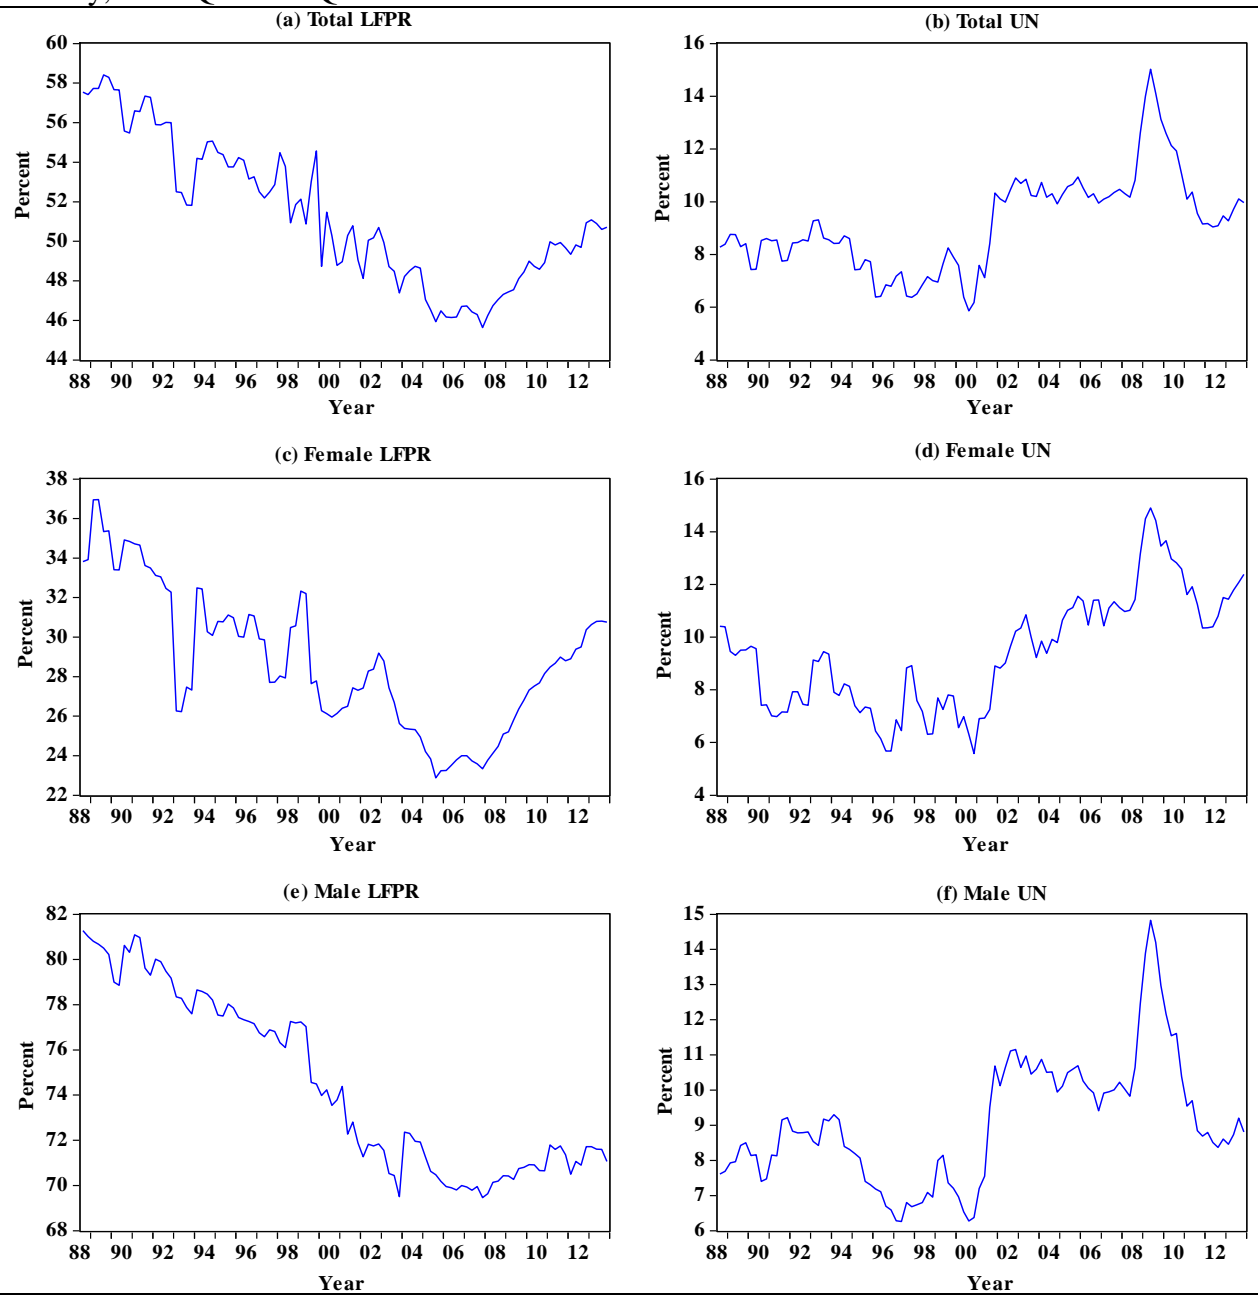 (a) Total LFPR
60
58
56
54
52
50
48
46
44
Percent
88 90 92 94 96 98 00 02 04 06 08 10 12
Year
(b) Total UN
16
14
12
10
8
6
4
Percent
88 90 92 94 96 98 00 02 04 06 08 10 12
Year
(c) Female LFPR
38
36
34
32
30
28
26
24
22
Percent
88 90 92 94 96 98 00 02 04 06 08 10 12
Year
(d) Female UN
16
14
12
10
8
6
4
Percent
88 90 92 94 96 98 00 02 04 06 08 10 12
Year
(e) Male LFPR
82
80
78
76
74
72
70
68
Percent
88 90 92 94 96 98 00 02 04 06 08 10 12
Year
(f) Male UN
15
14
13
12
11
10
9
8
7
6
Percent
88 90 92 94 96 98 00 02 04 06 08 10 12
Year